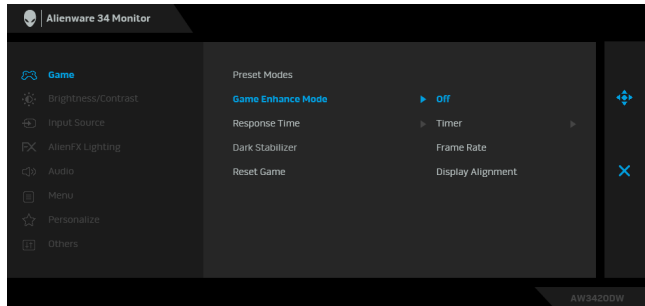 Alienware 34 Monitor
Game
Preset Modes
Brightness/Contrast
Game Enhance Mode
Off
Input Source
Response Time
Timer
AlienFX Lighting
Dark Stabilizer
Frame Rate
Audio
Reset Game
Display Alignment
Menu
Personalize
Others
AW3420DW